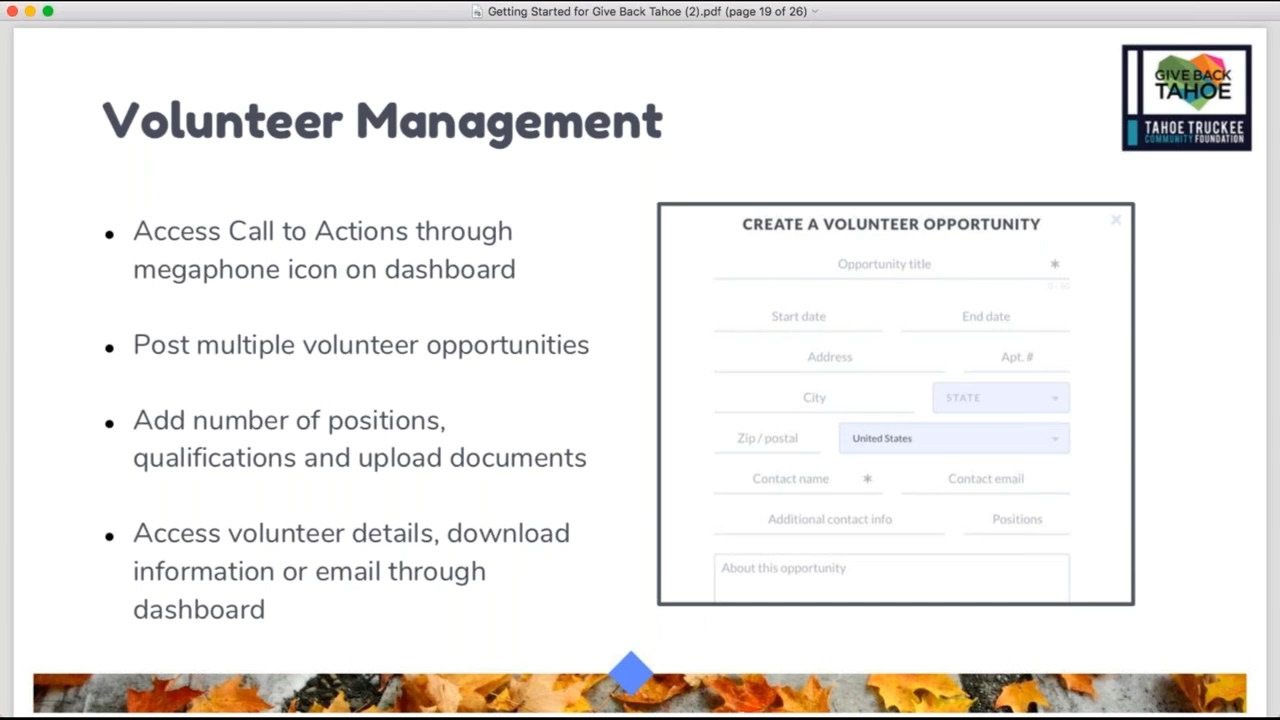 Getting Started for Give Back Tahoe (2).pdf (page 19 of 26)
GIVE BACK
TAHOE
TAHOE TRUCKEE
COMMUNITY FOUNDATION
Volunteer Management
• Access Call to Actions through
megaphone icon on dashboard
• Post multiple volunteer opportunities
• Add number of positions,
qualifications and upload documents
• Access volunteer details, download
information or email through
dashboard
CREATE A VOLUNTEER OPPORTUNITY ×
Opportunity title *
Start date End date
Address Apt. #
City STATE
Zip / postal United States
Contact name * Contact email
Additional contact info Positions
About this opportunity